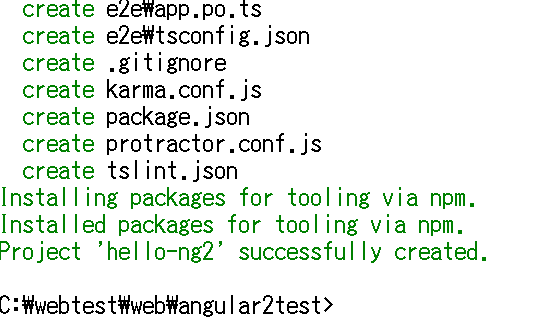 create e2e₩app.po.ts
create e2e₩tsconfig.json
create .gitignore
create karma.conf.js
create package.json
create protractor.conf.js
create tslint.json
Installing packages for tooling via npm.
Installed packages for tooling via npm.
Project 'hello-ng2' successfully created.
C:₩webtest₩web₩angular2test>